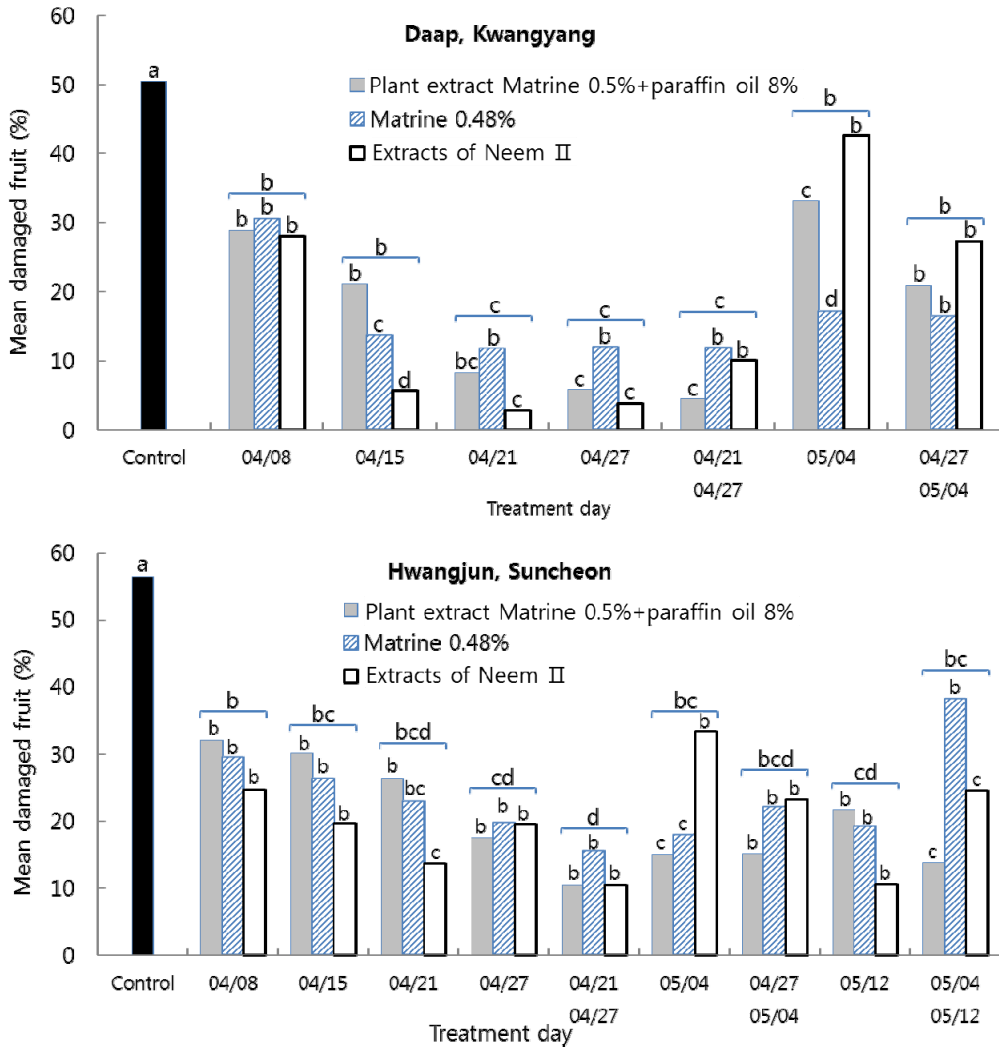 60
Daap, Kwangyang
50
40
30
20
10
0
Mean damaged fruit (%)
Plant extract Matrine 0.5%+paraffin oil 8%
Matrine 0.48%
Extracts of Neem II
a
b
b b b
b
b c d
c
bc b c
c
c b c
c
c b b
b
c d b
b
b b b
Control 04/08 04/15 04/21 04/27 04/21 05/04 04/27
04/27 05/04
Treatment day
60
Hwangjun, Suncheon
50
40
30
20
10
0
Mean damaged fruit (%)
Plant extract Matrine 0.5%+paraffin oil 8%
Matrine 0.48%
Extracts of Neem II
a
b
b b b
bc
b b b
bcd
b bc c
cd
b b b
d
b b b
bc
c c b
bcd
b b b
cd
b b b
bc
c b c
Control 04/08 04/15 04/21 04/27 04/21 05/04 04/27 05/12 05/04
04/27 05/04 05/12
Treatment day